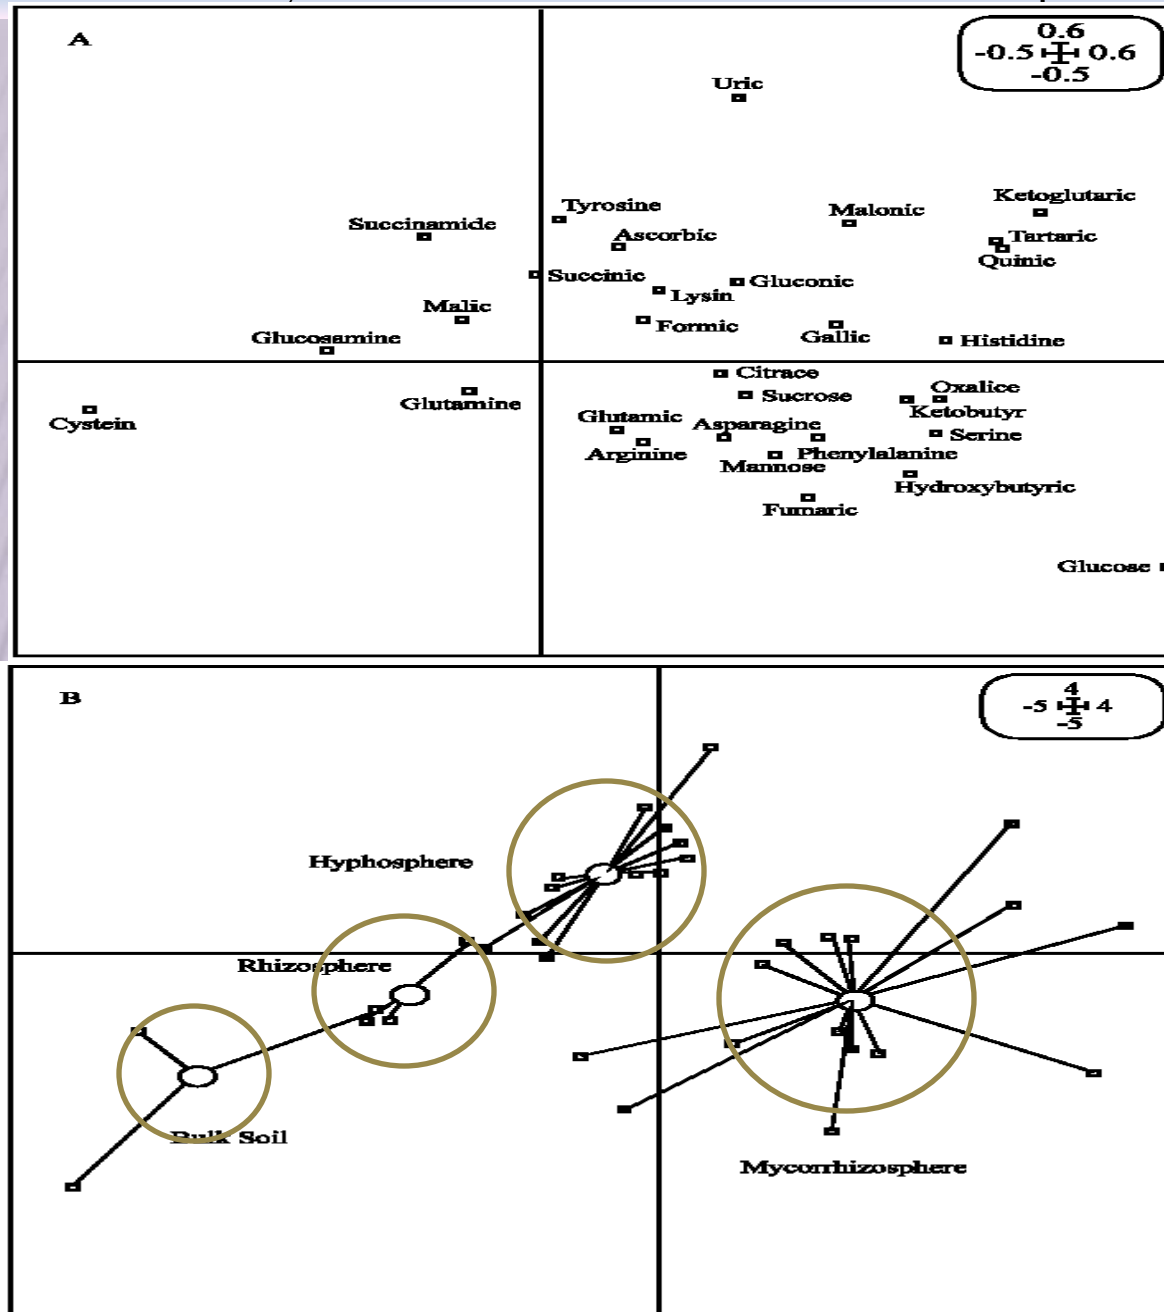 A
0.6
-0.5 0.6
-0.5
Uric
Ketoglutaric
Tyrosine
Malonic
Succinamide
Ascorbic
Tartaric
Quinic
Succinic
Gluconic
Lysin
Malic
Formic
Gallic
Histidine
Glucosamine
Citrace
Oxalice
Sucrose
Glutamine
Ketobutyr
Cystein
Glutamic
Asparagine
Serine
Arginine
Phenylalanine
Mannose
Hydroxybutyric
Fumaric
Glucose
B
4
-5 4
-5
Hyphosphere
Rhizosphere
Bulk Soil
Mycorrhizosphere